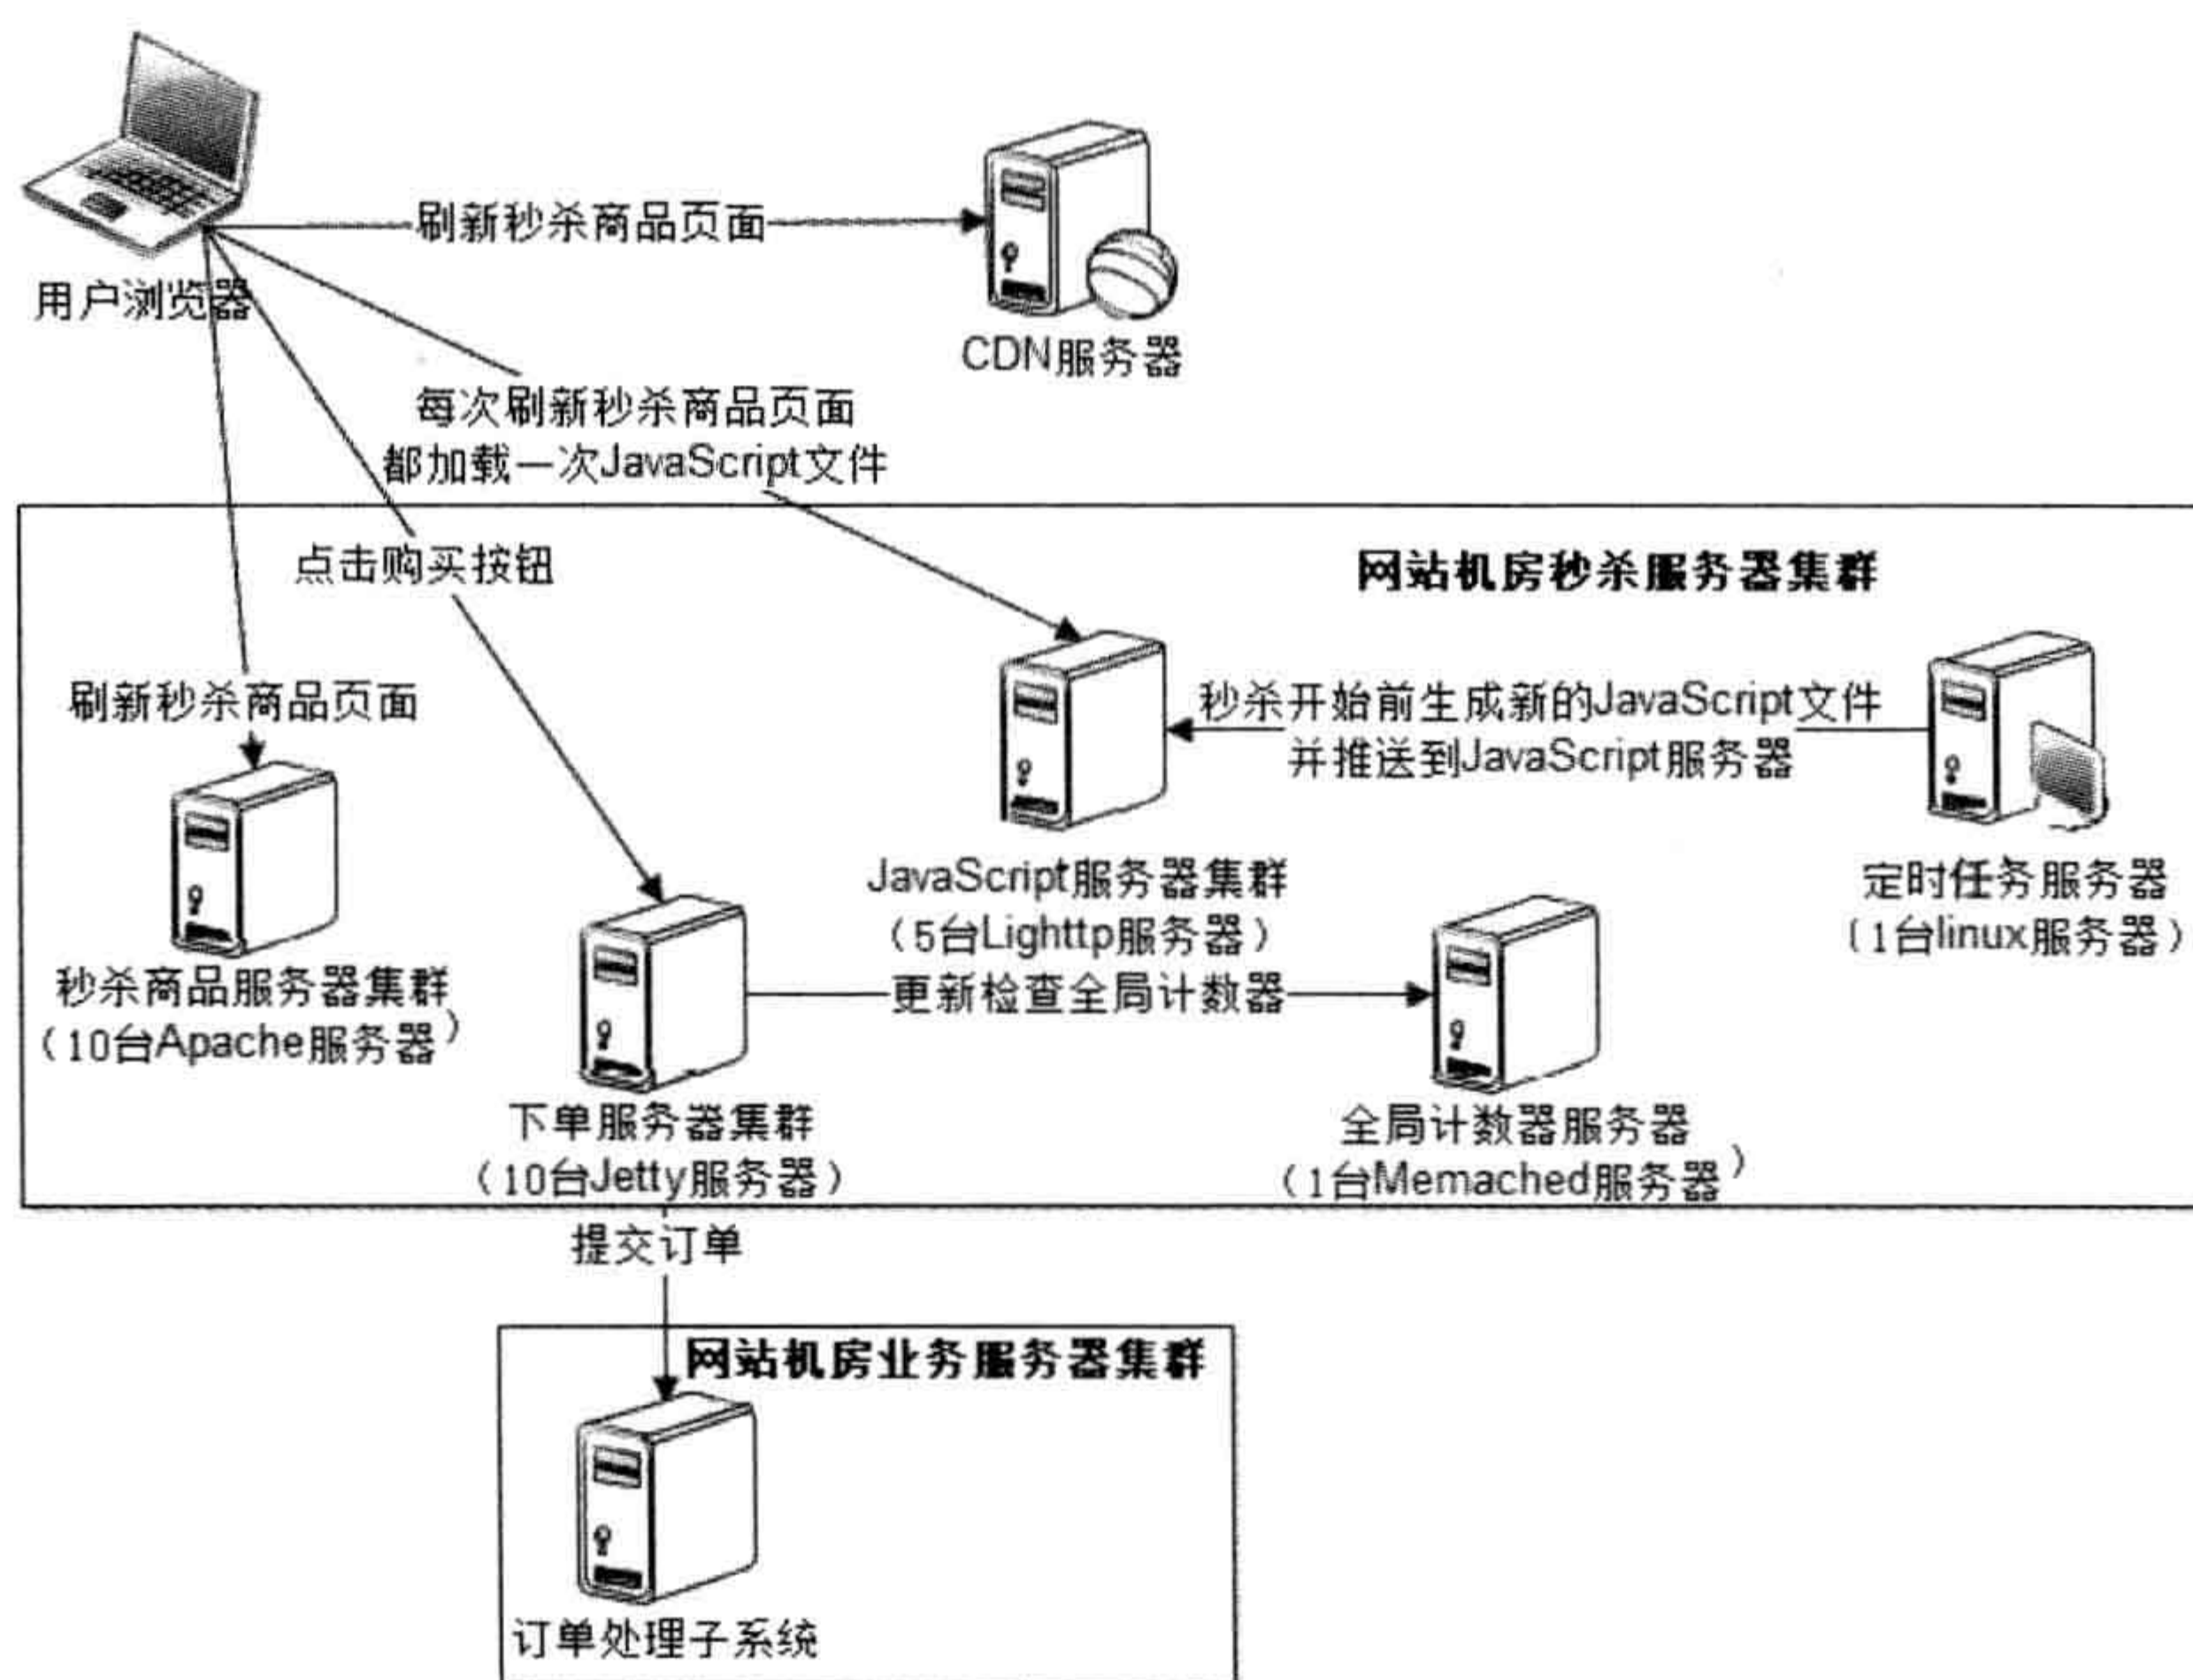 刷新秒杀商品页面
用户浏览器
CDN服务器
每次刷新秒杀商品页面
都加载一次JavaScript文件
点击购买按钮
网站机房秒杀服务器集群
刷新秒杀商品页面
秒杀开始前生成新的JavaScript文件
并推送到JavaScript服务器
JavaScript服务器集群
(5台Lighttp服务器)
定时任务服务器
(1台linux服务器)
秒杀商品服务器集群
(10台Apache服务器)
更新检查全局计数器
下单服务器集群
(10台Jetty服务器)
全局计数器服务器
(1台Memached服务器)
提交订单
网站机房业务服务器集群
订单处理子系统